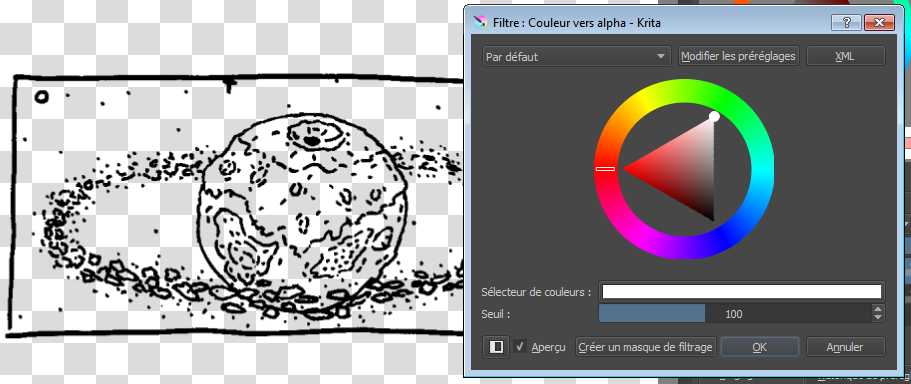 Filtre : Couleur vers alpha - Krita
Par défaut
Modifier les préréglages
XML
Sélecteur de couleurs :
Seuil :
100
Aperçu
Créer un masque de filtrage
OK
Annuler